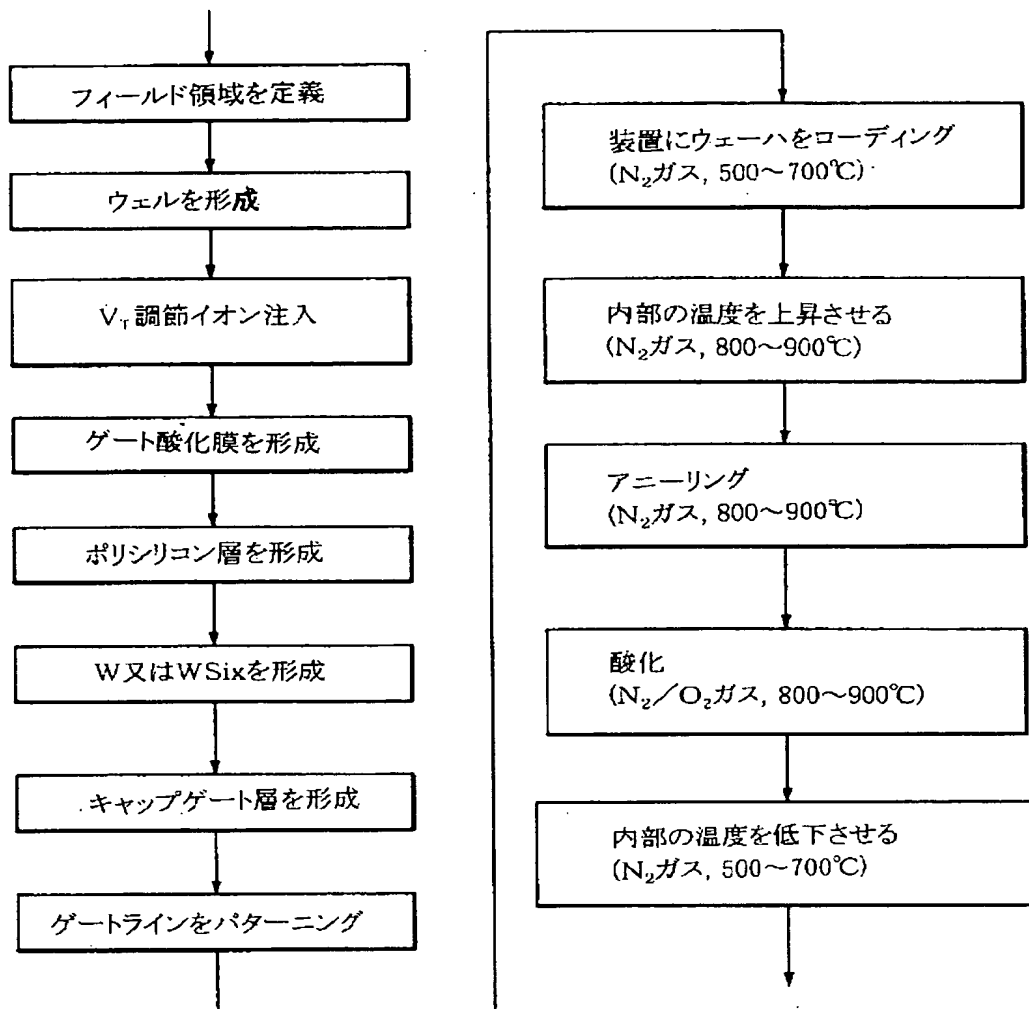 フィールド領域を定義
ウェルを形成
VT調節イオン注入
ゲート酸化膜を形成
ポリシリコン層を形成
W又はWSixを形成
キャップゲート層を形成
ゲートラインをパターニング
装置にウェーハをローディング
(N₂ガス, 500〜700℃)
内部の温度を上昇させる
(N₂ガス, 800〜900℃)
アニーリング
(N₂ガス, 800〜900℃)
酸化
(N₂／O₂ガス, 800〜900℃)
内部の温度を低下させる
(N₂ガス, 500〜700℃)